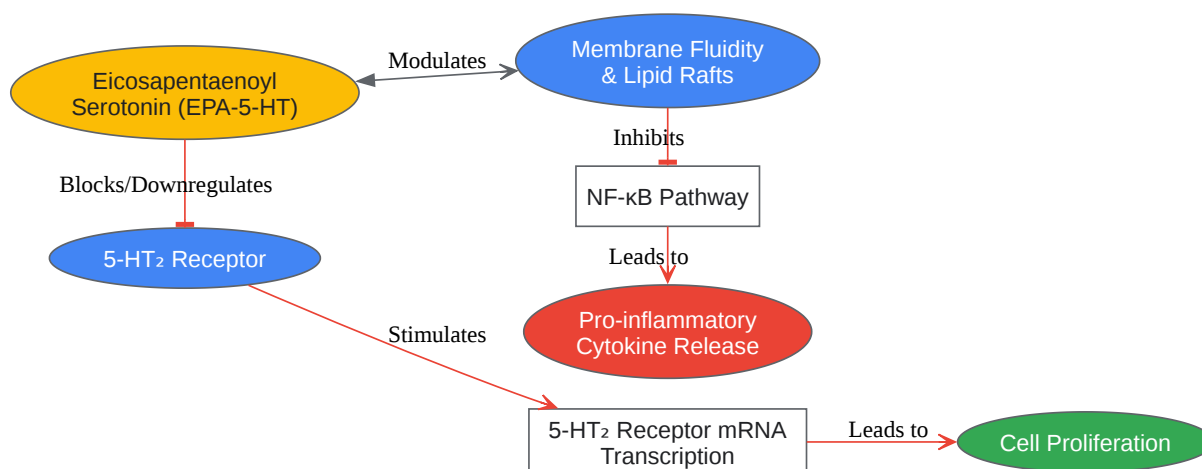 Modulates
Membrane Fluidity
& Lipid Rafts
Eicosapentaenoyl
Serotonin (EPA-5-HT)
Inhibits
Blocks/Downregulates
NF-κB Pathway
5-HT₂ Receptor
Leads to
Stimulates
Pro-inflammatory
Cytokine Release
5-HT₂ Receptor mRNA
Transcription
Leads to
Cell Proliferation